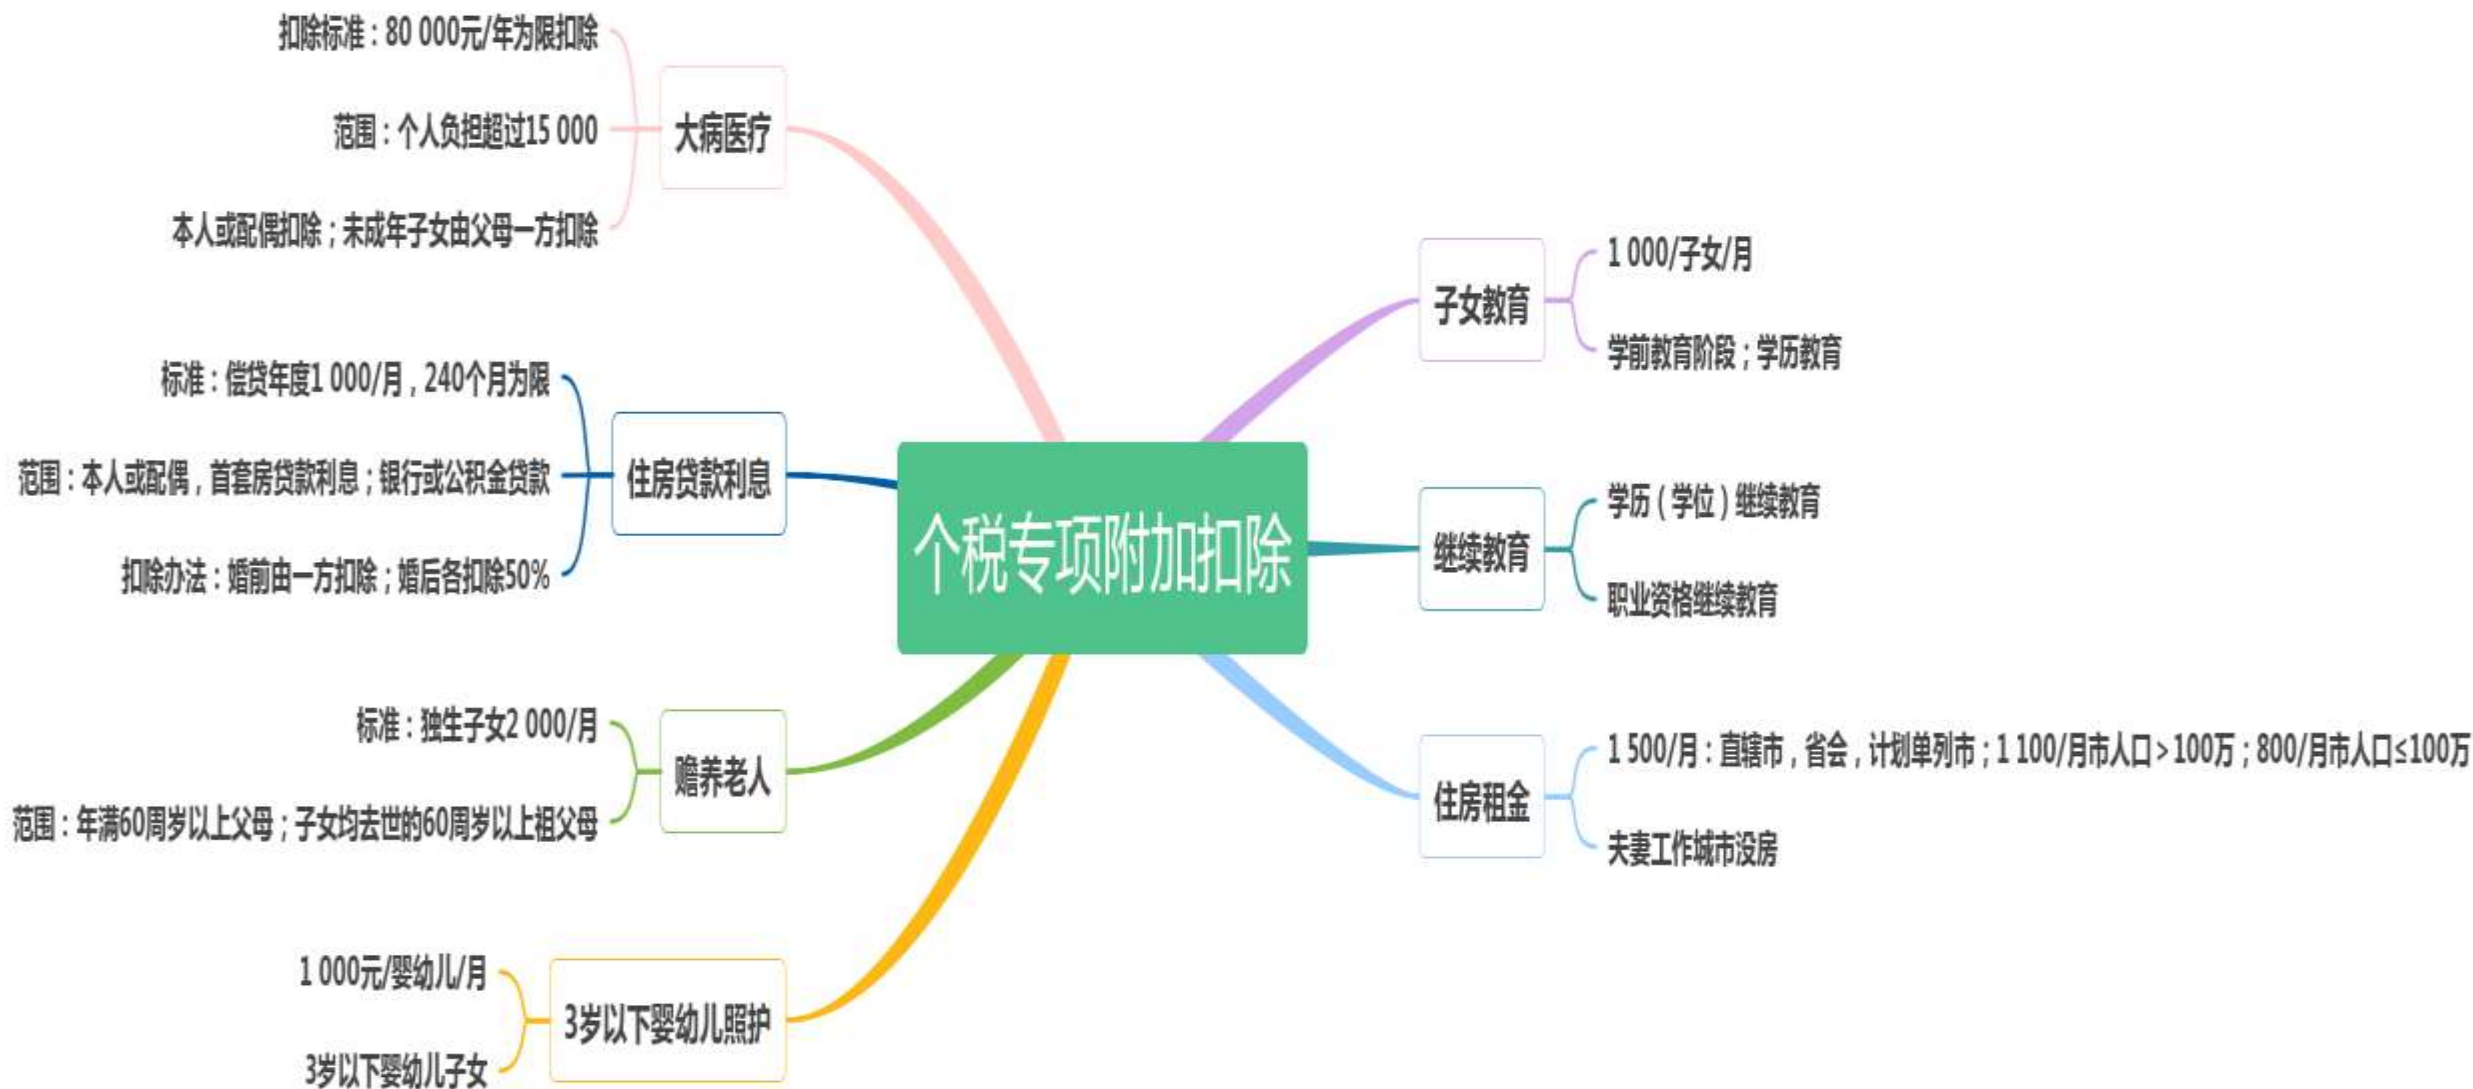 个税专项附加扣除
大病医疗
扣除标准：80 000元/年为限扣除
范围：个人负担超过15 000
本人或配偶扣除；未成年子女由父母一方扣除
住房贷款利息
标准：偿贷年度1 000/月，240个月为限
范围：本人或配偶，首套房贷款利息；银行或公积金贷款
扣除办法：婚前由一方扣除；婚后各扣除50%
赡养老人
标准：独生子女2 000/月
范围：年满60周岁以上父母；子女均去世的60周岁以上祖父母
3岁以下婴幼儿照护
1 000元/婴幼儿/月
3岁以下婴幼儿子女
子女教育
1 000/子女/月
学前教育阶段；学历教育
继续教育
学历（学位）继续教育
职业资格继续教育
住房租金
1 500/月：直辖市，省会，计划单列市；1 100/月市人口＞100万；800/月市人口≤100万
夫妻工作城市没房